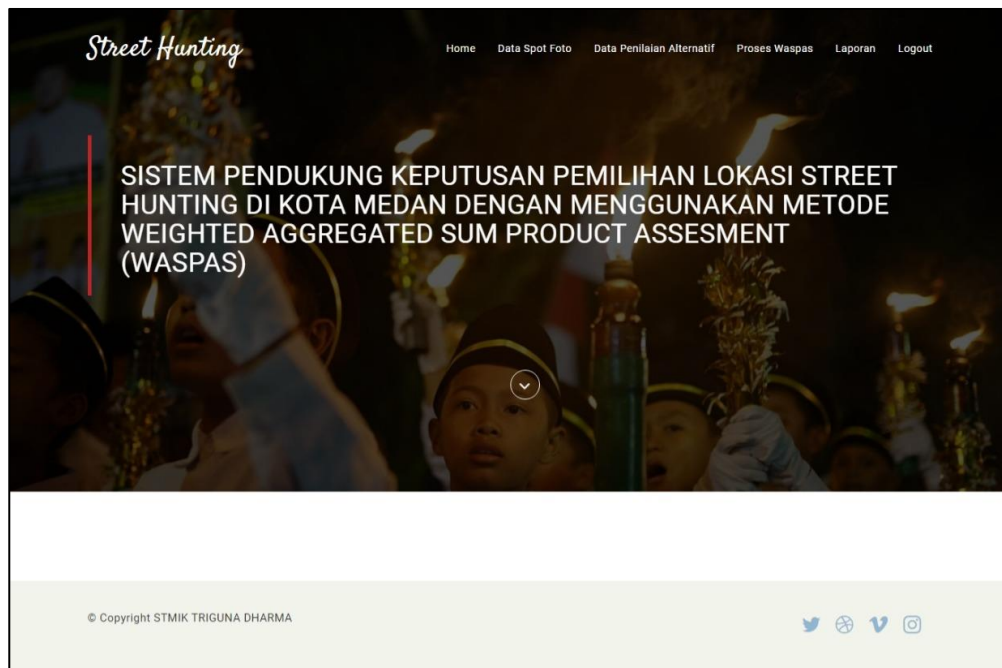 Street Hunting
Home Data Spot Foto Data Penilaian Alternatif Proses Waspas Laporan Logout
SISTEM PENDUKUNG KEPUTUSAN PEMILIHAN LOKASI STREET
HUNTING DI KOTA MEDAN DENGAN MENGGUNAKAN METODE
WEIGHTED AGGREGATED SUM PRODUCT ASSESMENT
(WASPAS)
© Copyright STMIK TRIGUNA DHARMA